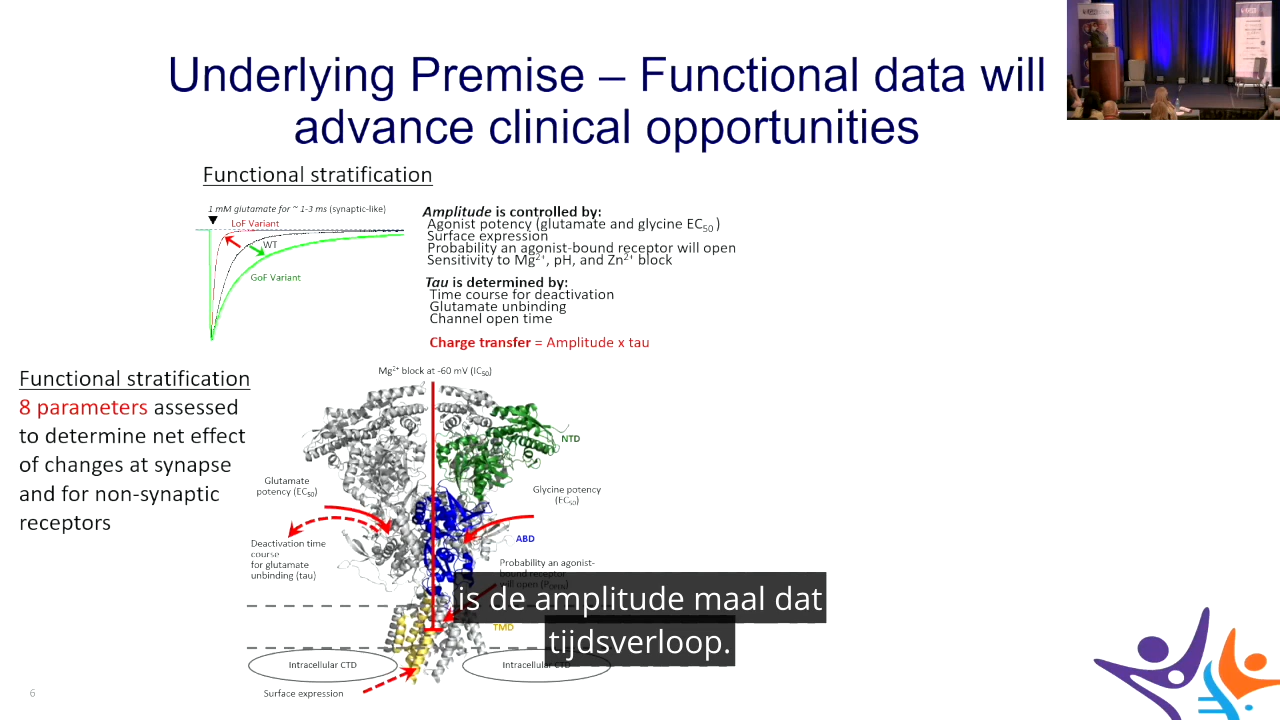 Underlying Premise – Functional data will
advance clinical opportunities
Functional stratification
1 mM glutamate for ~ 1-3 ms (synaptic-like)
LoF Variant
WT
GoF Variant
Amplitude is controlled by:
Agonist potency (glutamate and glycine EC50)
Surface expression
Probability an agonist-bound receptor will open
Sensitivity to Mg2+, pH, and Zn2+ block
Tau is determined by:
Time course for deactivation
Glutamate unbinding
Channel open time
Charge transfer = Amplitude x tau
Functional stratification
8 parameters assessed
to determine net effect
of changes at synapse
and for non-synaptic
receptors
Mg2+ block at -60 mV (IC50)
NTD
Glutamate
potency (EC50)
Glycine potency
(EC50)
Deactivation time
course
for glutamate
unbinding (tau)
ABD
Probability an agonist-
bound receptor
will open (POPEN)
is de amplitude maal dat
tijdsverloop.
TMD
Intracellular CTD
Intracellular CTD
Surface expression
6